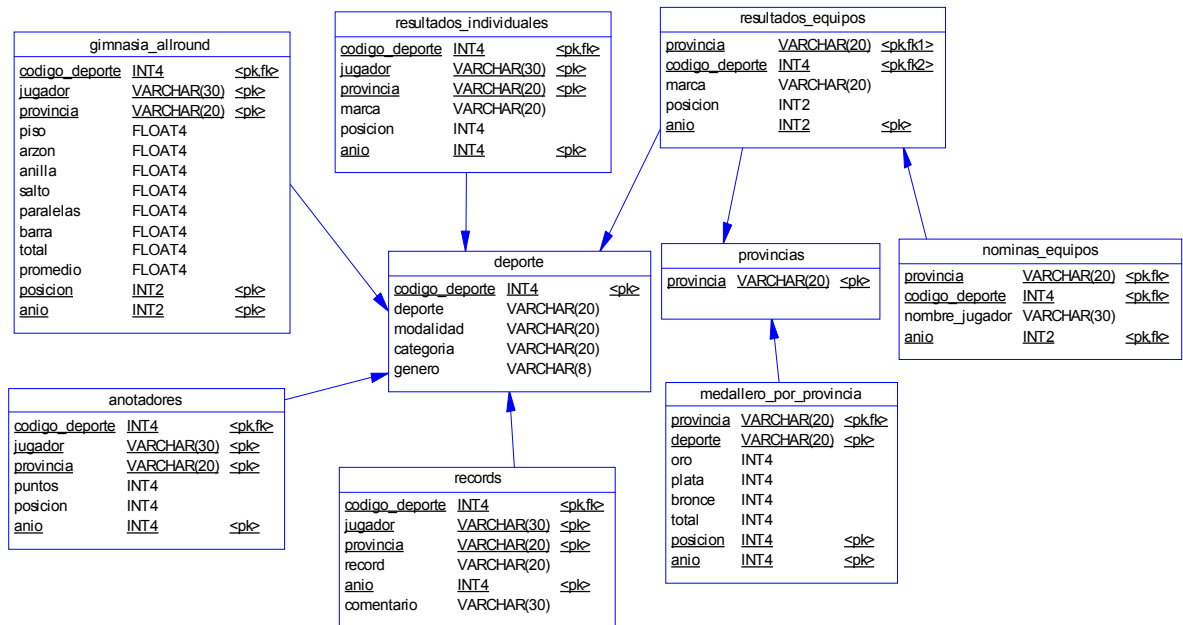 gimnasia_allround
codigo_deporte INT4 <pk,fk>
jugador VARCHAR(30) <pk>
provincia VARCHAR(20) <pk>
piso FLOAT4
arzon FLOAT4
anilla FLOAT4
salto FLOAT4
paralelas FLOAT4
barra FLOAT4
total FLOAT4
promedio FLOAT4
posicion INT2 <pk>
anio INT2 <pk>
resultados_individuales
codigo_deporte INT4 <pk,fk>
jugador VARCHAR(30) <pk>
provincia VARCHAR(20) <pk>
marca VARCHAR(20)
posicion INT4
anio INT4 <pk>
resultados_equipos
provincia VARCHAR(20) <pk,fk1>
codigo_deporte INT4 <pk,fk2>
marca VARCHAR(20)
posicion INT2
anio INT2 <pk>
deporte
codigo_deporte INT4 <pk>
deporte VARCHAR(20)
modalidad VARCHAR(20)
categoria VARCHAR(20)
genero VARCHAR(8)
provincias
provincia VARCHAR(20) <pk>
nominas_equipos
provincia VARCHAR(20) <pk,fk>
codigo_deporte INT4 <pk,fk>
nombre_jugador VARCHAR(30)
anio INT2 <pk,fk>
anotadores
codigo_deporte INT4 <pk,fk>
jugador VARCHAR(30) <pk>
provincia VARCHAR(20) <pk>
puntos INT4
posicion INT4
anio INT4 <pk>
records
codigo_deporte INT4 <pk,fk>
jugador VARCHAR(30) <pk>
provincia VARCHAR(20) <pk>
record VARCHAR(20)
anio INT4 <pk>
comentario VARCHAR(30)
medallero_por_provincia
provincia VARCHAR(20) <pk,fk>
deporte VARCHAR(20) <pk>
oro INT4
plata INT4
bronce INT4
total INT4
posicion INT4 <pk>
anio INT4 <pk>